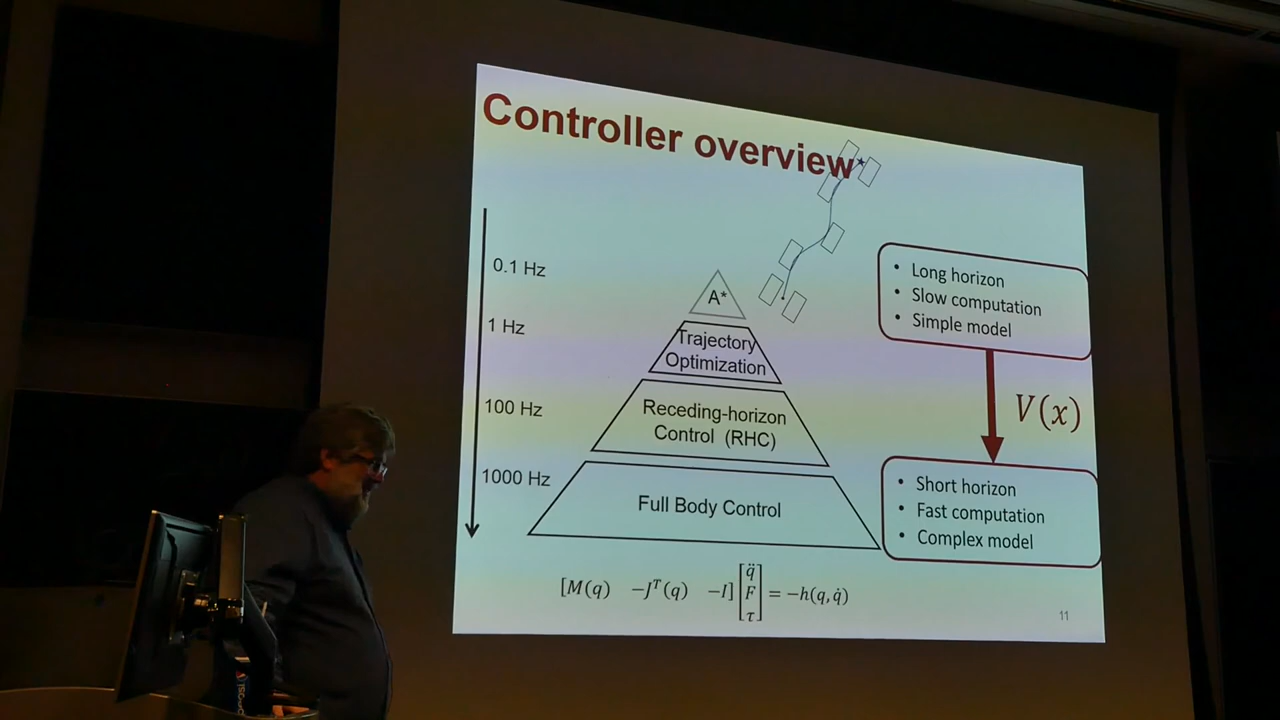 Controller overview
0.1 Hz
1 Hz
100 Hz
1000 Hz
A*
Trajectory
Optimization
Receding-horizon
Control (RHC)
Full Body Control
• Long horizon
• Slow computation
• Simple model
V(x)
• Short horizon
• Fast computation
• Complex model
[M(q) −Jᵀ(q) −I] [q̈ F τ] = −h(q, q̇)
11